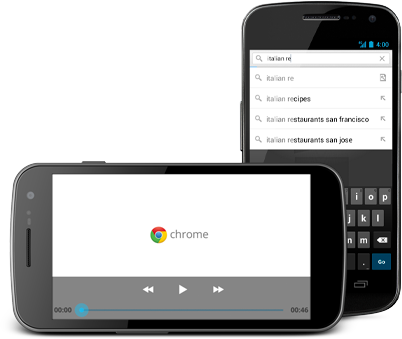 4:00
italian re
italian re
italian recipes
italian restaurants san francisco
italian restaurants san jose
i o p
j k l
n m
. Go
chrome
00:00 00:46